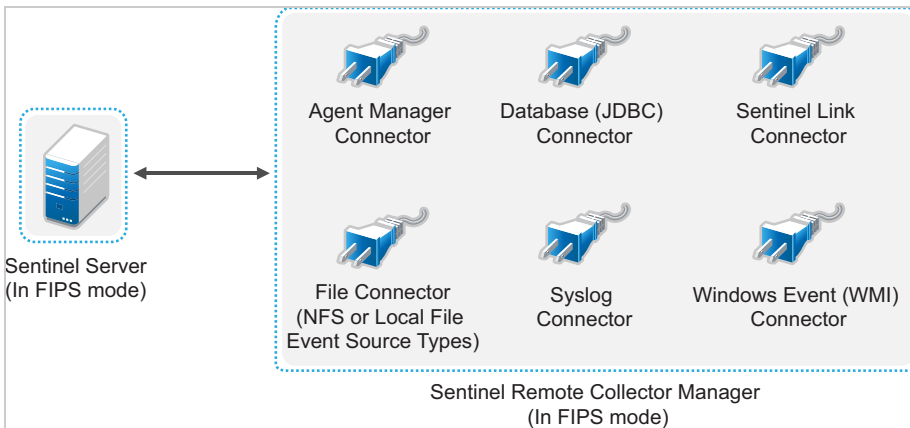 Agent Manager
Connector
Database (JDBC)
Connector
Sentinel Link
Connector
Sentinel Server
(In FIPS mode)
File Connector
(NFS or Local File
Event Source Types)
Syslog
Connector
Windows Event (WMI)
Connector
Sentinel Remote Collector Manager
(In FIPS mode)